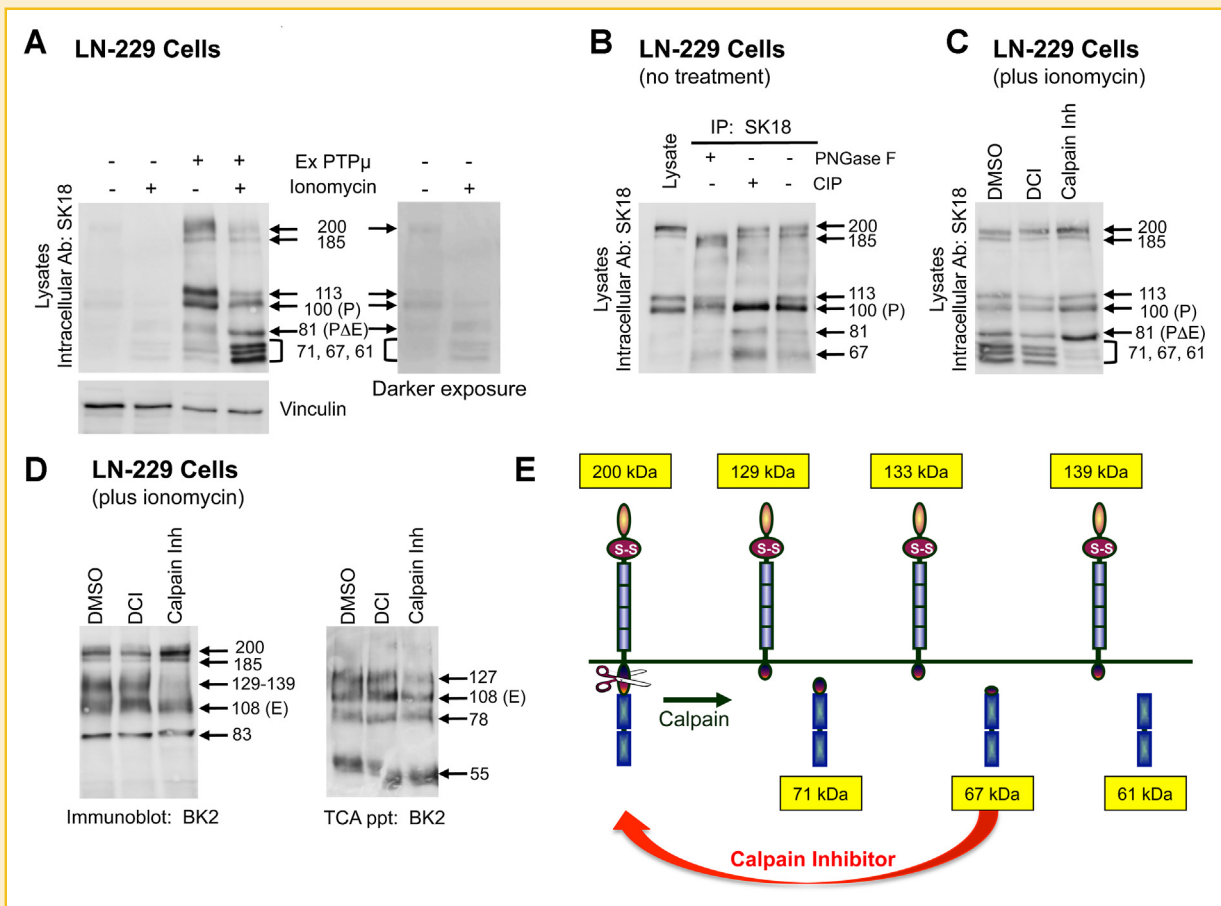 A LN-229 Cells
- - + + Ex PTPμ - -
- + - + Ionomycin - +
Lysates
Intracellular Ab: SK18
200
185
113
100 (P)
81 (PΔE)
71, 67, 61
Darker exposure
Vinculin
B LN-229 Cells
(no treatment)
IP: SK18
Lysate
+ - - PNGase F
- + - CIP
Lysates
Intracellular Ab: SK18
200
185
113
100 (P)
81
67
C LN-229 Cells
(plus ionomycin)
DMSO
DCI
Calpain Inh
Lysates
Intracellular Ab: SK18
200
185
113
100 (P)
81 (PΔE)
71, 67, 61
D LN-229 Cells
(plus ionomycin)
DMSO
DCI
Calpain Inh
200
185
129-139
108 (E)
83
Immunoblot: BK2
DMSO
DCI
Calpain Inh
127
108 (E)
78
55
TCA ppt: BK2
E
200 kDa 129 kDa 133 kDa 139 kDa
S-S S-S S-S S-S
Calpain
71 kDa 67 kDa 61 kDa
Calpain Inhibitor